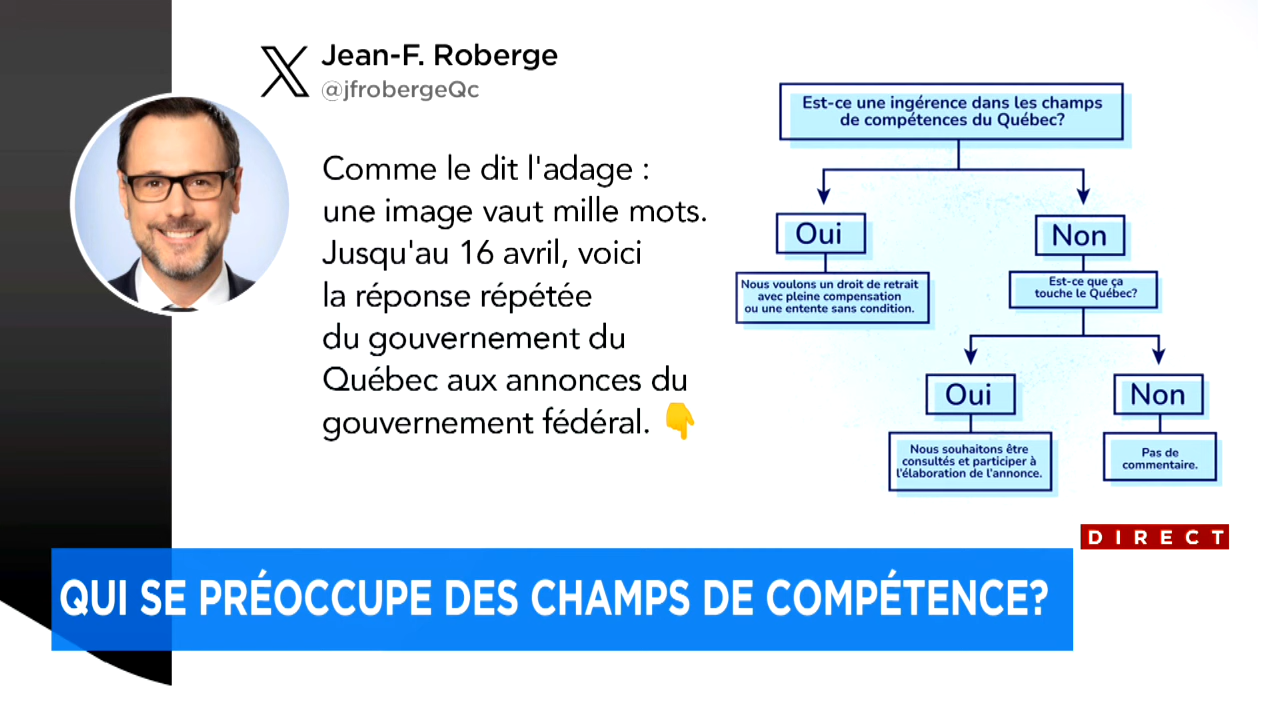 Jean-F. Roberge
@jfrobergeQc
Comme le dit l'adage :
une image vaut mille mots.
Jusqu'au 16 avril, voici
la réponse répétée
du gouvernement du
Québec aux annonces du
gouvernement fédéral. 👇
Est-ce une ingérence dans les champs
de compétences du Québec?
Oui
Non
Nous voulons un droit de retrait
avec pleine compensation
ou une entente sans condition.
Est-ce que ça
touche le Québec?
Oui
Non
Nous souhaitons être
consultés et participer à
l'élaboration de l'annonce.
Pas de
commentaire.
DIRECT
QUI SE PRÉOCCUPE DES CHAMPS DE COMPÉTENCE?